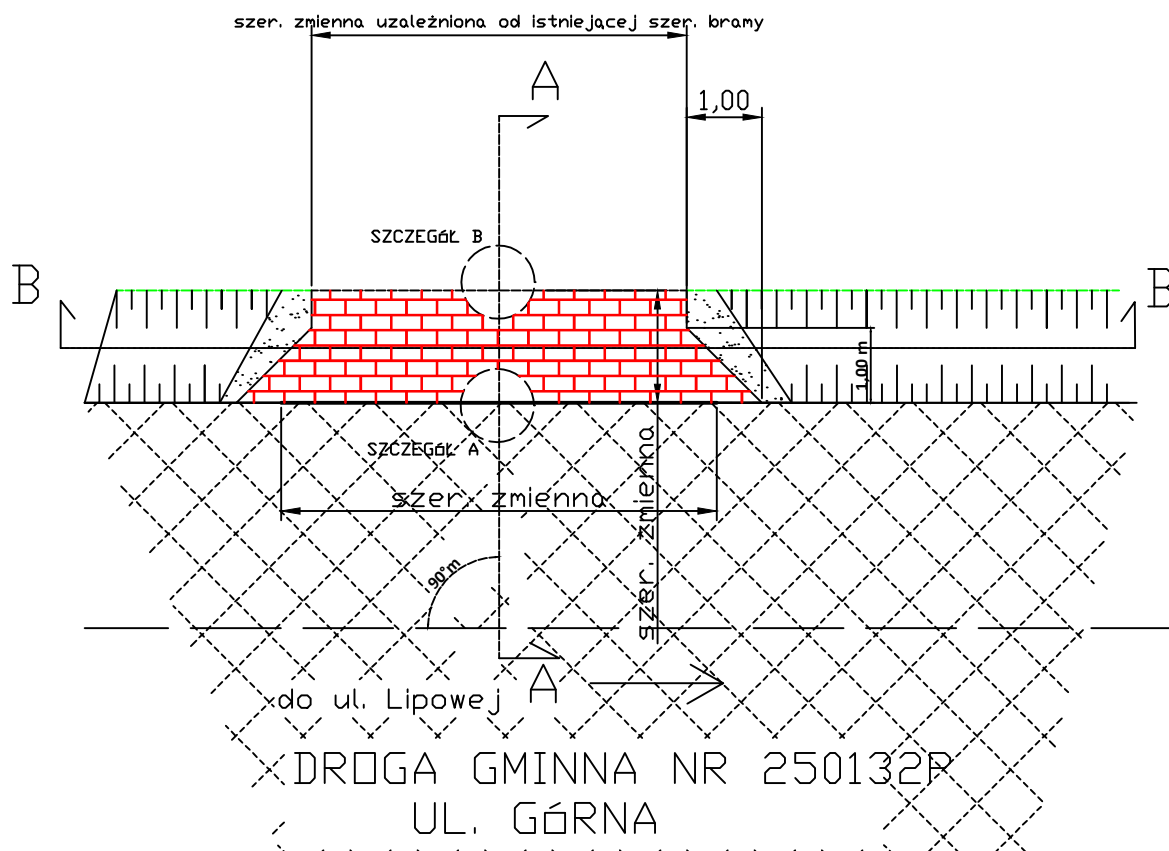 szer. zmienna uzależniona od istniejącej szer. bramy
A
1,00
SZCZEGÓŁ B
B
B
1,00 m
SZCZEGÓŁ A
szer. zmienna
szer. zmienna
90°m
A
do ul. Lipowej
DROGA GMINNA NR 250132P
UL. GÓRNA